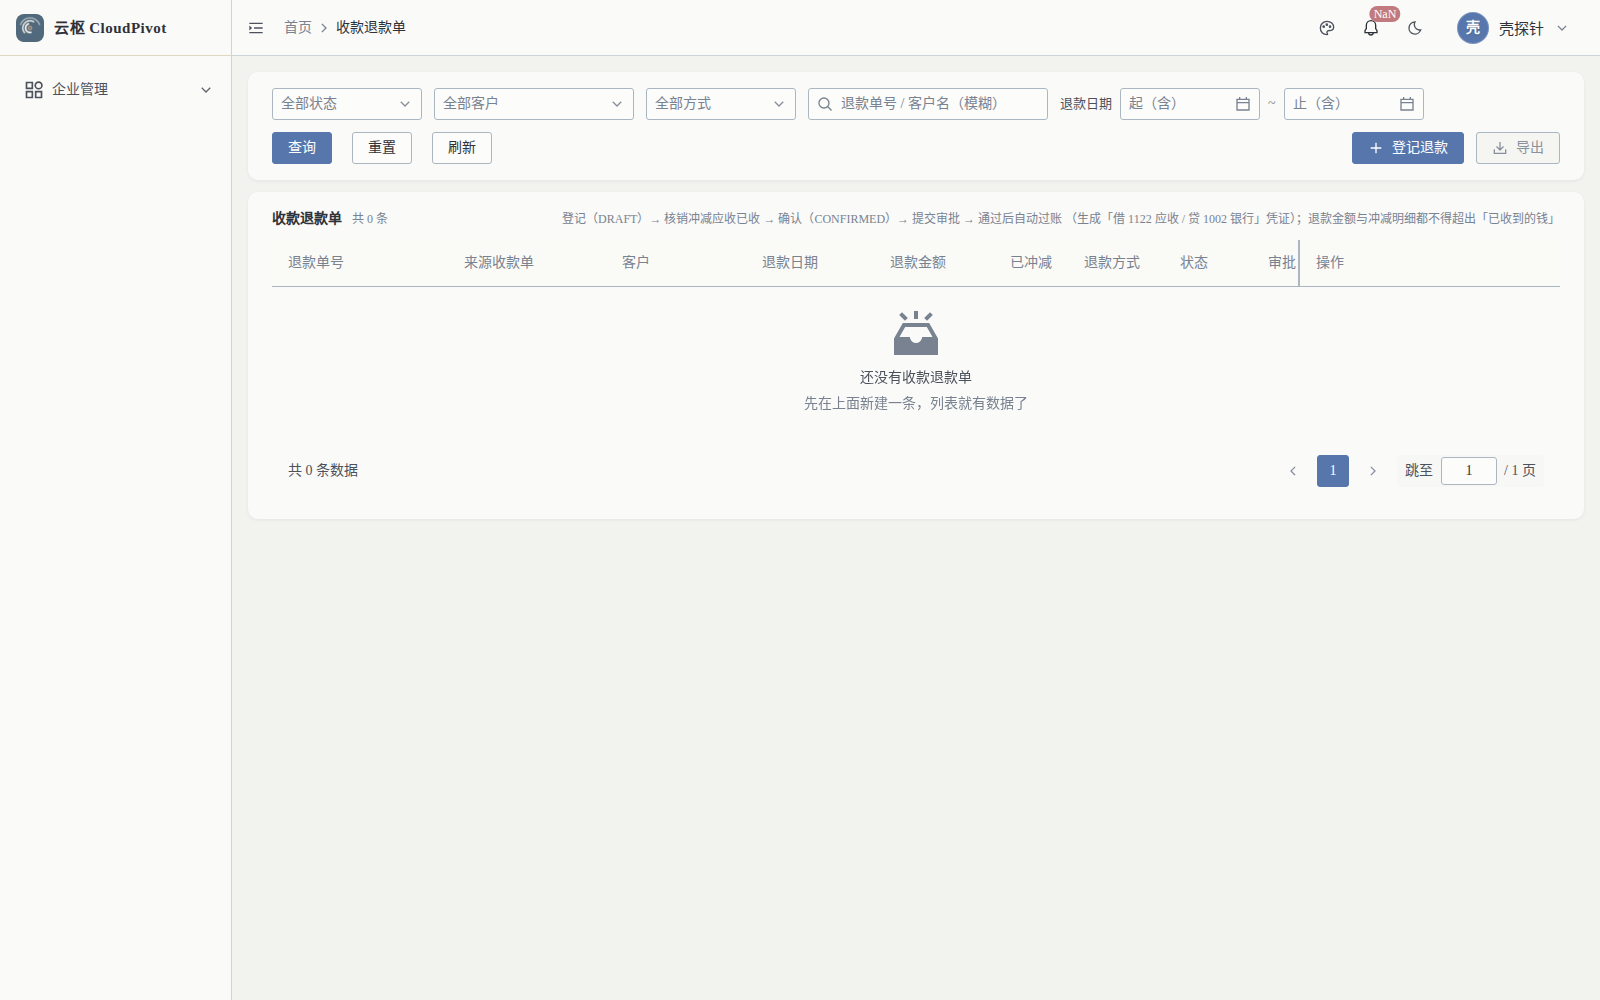 云枢 CloudPivot
首页 > 收款退款单
NaN
壳 壳探针
企业管理
全部状态 全部客户 全部方式 退款单号 / 客户名（模糊） 退款日期 起（含） ~ 止（含）
查询 重置 刷新 登记退款 导出
收款退款单 共 0 条 登记（DRAFT）→ 核销冲减应收已收 → 确认（CONFIRMED）→ 提交审批 → 通过后自动过账 （生成「借 1122 应收 / 贷 1002 银行」凭证）；退款金额与冲减明细都不得超出「已收到的钱」
退款单号 来源收款单 客户 退款日期 退款金额 已冲减 退款方式 状态 审批 操作
还没有收款退款单
先在上面新建一条，列表就有数据了
共 0 条数据 1 跳至 1 / 1 页